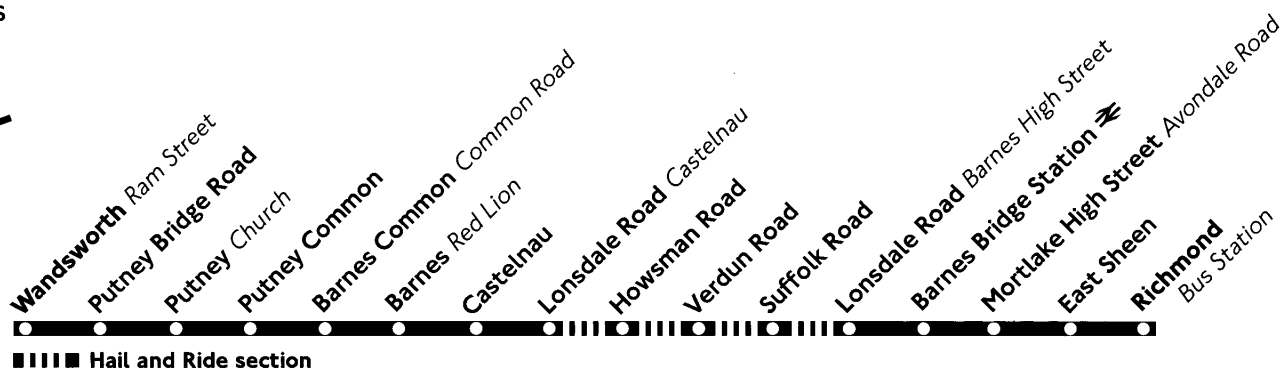 s
Wandsworth Ram Street
Putney Bridge Road
Putney Church
Putney Common
Barnes Common Common Road
Barnes Red Lion
Castelnau
Lonsdale Road Castelnau
Howsman Road
Verdun Road
Suffolk Road
Lonsdale Road Barnes High Street
Barnes Bridge Station
Mortlake High Street Avondale Road
East Sheen
Richmond
Bus Station
Hail and Ride section